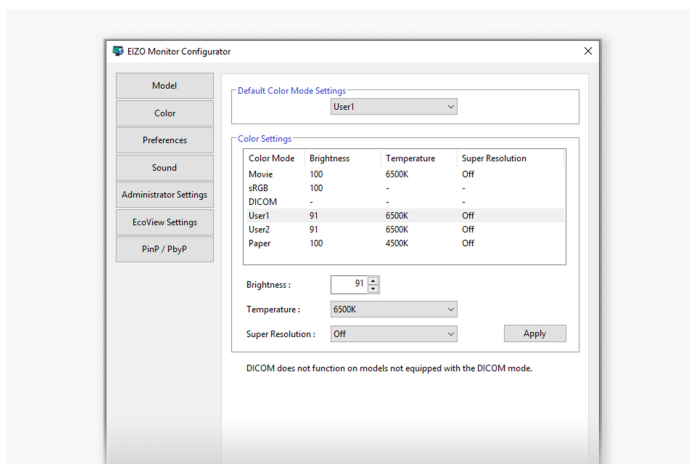 EIZO Monitor Configurator
Model
Color
Preferences
Sound
Administrator Settings
EcoView Settings
PinP / PbyP
Default Color Mode Settings
User1
Color Settings
Color Mode Brightness Temperature Super Resolution
Movie 100 6500K Off
sRGB 100 - -
DICOM - - -
User1 91 6500K Off
User2 91 6500K Off
Paper 100 4500K Off
Brightness : 91
Temperature : 6500K
Super Resolution : Off Apply
DICOM does not function on models not equipped with the DICOM mode.